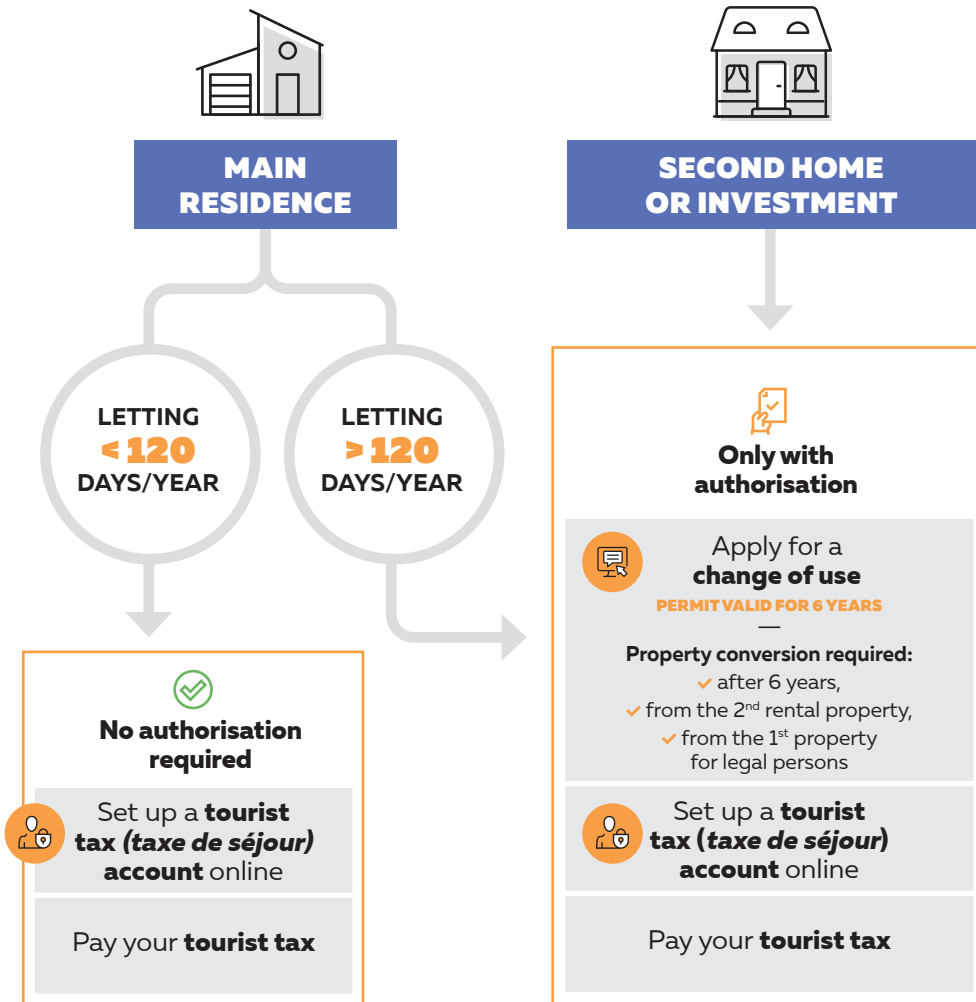 MAIN
RESIDENCE
LETTING
< 120
DAYS/YEAR
LETTING
> 120
DAYS/YEAR
No authorisation
required
Set up a tourist
tax (taxe de séjour)
account online
Pay your tourist tax
SECOND HOME
OR INVESTMENT
Only with
authorisation
Apply for a
change of use
PERMIT VALID FOR 6 YEARS
—
Property conversion required:
after 6 years,
from the 2nd rental property,
from the 1st property
for legal persons
Set up a tourist
tax (taxe de séjour)
account online
Pay your tourist tax